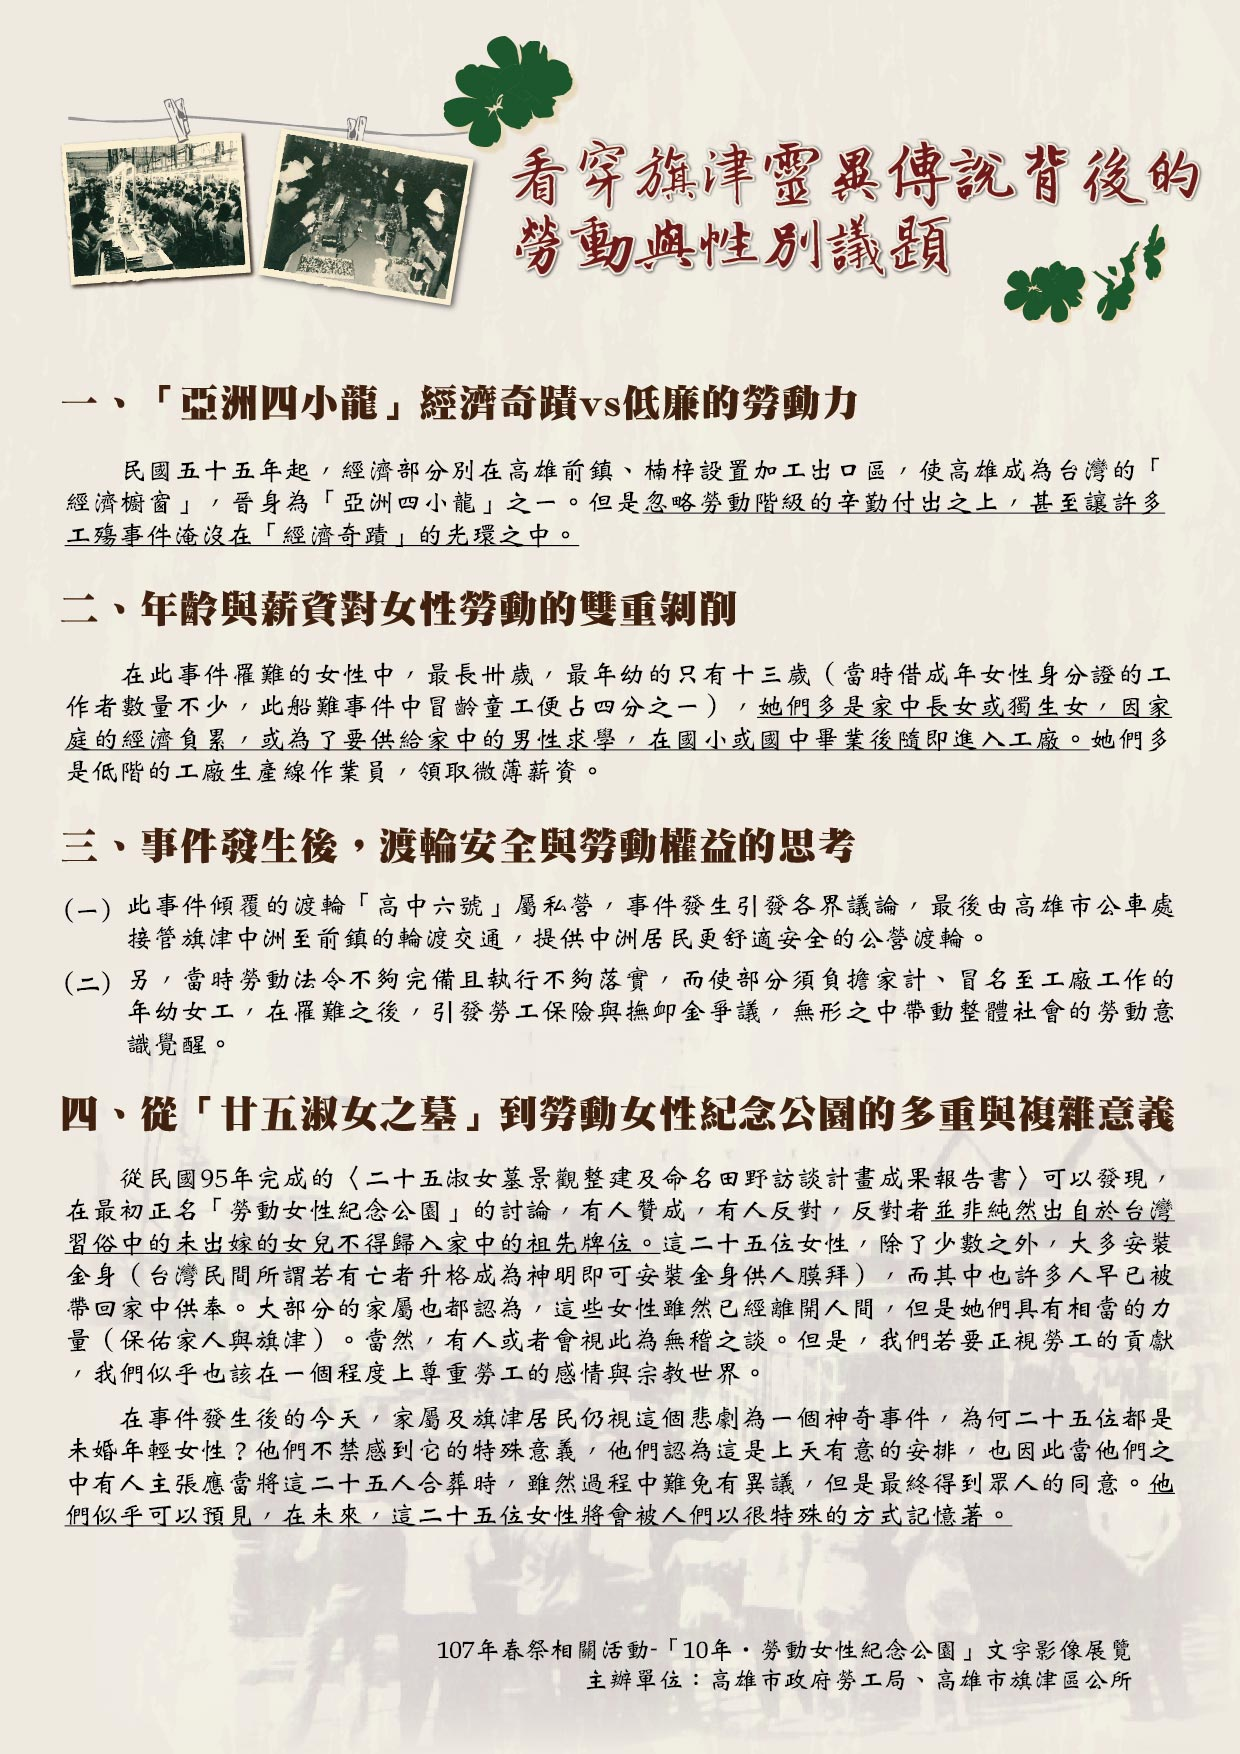 看穿旗津靈異傳說背後的
勞動與性別議題
一、「亞洲四小龍」經濟奇蹟vs低廉的勞動力
民國五十五年起，經濟部分別在高雄前鎮、楠梓設置加工出口區，使高雄成為台灣的「
經濟櫥窗」，晉身為「亞洲四小龍」之一。但是忽略勞動階級的辛勤付出之上，甚至讓許多
工殤事件淹沒在「經濟奇蹟」的光環之中。
二、年齡與薪資對女性勞動的雙重剝削
在此事件罹難的女性中，最長卅歲，最年幼的只有十三歲（當時借成年女性身分證的工
作者數量不少，此船難事件中冒齡童工便占四分之一），她們多是家中長女或獨生女，因家
庭的經濟負累，或為了要供給家中的男性求學，在國小或國中畢業後隨即進入工廠。她們多
是低階的工廠生產線作業員，領取微薄薪資。
三、事件發生後，渡輪安全與勞動權益的思考
(一) 此事件傾覆的渡輪「高中六號」屬私營，事件發生引發各界議論，最後由高雄市公車處
接管旗津中洲至前鎮的輪渡交通，提供中洲居民更舒適安全的公營渡輪。
(二) 另，當時勞動法令不夠完備且執行不夠落實，而使部分須負擔家計、冒名至工廠工作的
年幼女工，在罹難之後，引發勞工保險與撫卹金爭議，無形之中帶動整體社會的勞動意
識覺醒。
四、從「廿五淑女之墓」到勞動女性紀念公園的多重與複雜意義
從民國95年完成的〈二十五淑女墓景觀整建及命名田野訪談計畫成果報告書〉可以發現，
在最初正名「勞動女性紀念公園」的討論，有人贊成，有人反對，反對者並非純然出自於台灣
習俗中的未出嫁的女兒不得歸入家中的祖先牌位。這二十五位女性，除了少數之外，大多安裝
金身（台灣民間所謂若有亡者升格成為神明即可安裝金身供人膜拜），而其中也許多人早已被
帶回家中供奉。大部分的家屬也都認為，這些女性雖然已經離開人間，但是她們具有相當的力
量（保佑家人與旗津）。當然，有人或者會視此為無稽之談。但是，我們若要正視勞工的貢獻
，我們似乎也該在一個程度上尊重勞工的感情與宗教世界。
在事件發生後的今天，家屬及旗津居民仍視這個悲劇為一個神奇事件，為何二十五位都是
未婚年輕女性？他們不禁感到它的特殊意義，他們認為這是上天有意的安排，也因此當他們之
中有人主張應當將這二十五人合葬時，雖然過程中難免有異議，但是最終得到眾人的同意。他
們似乎可以預見，在未來，這二十五位女性將會被人們以很特殊的方式記憶著。
107年春祭相關活動-「10年・勞動女性紀念公園」文字影像展覽
主辦單位：高雄市政府勞工局、高雄市旗津區公所